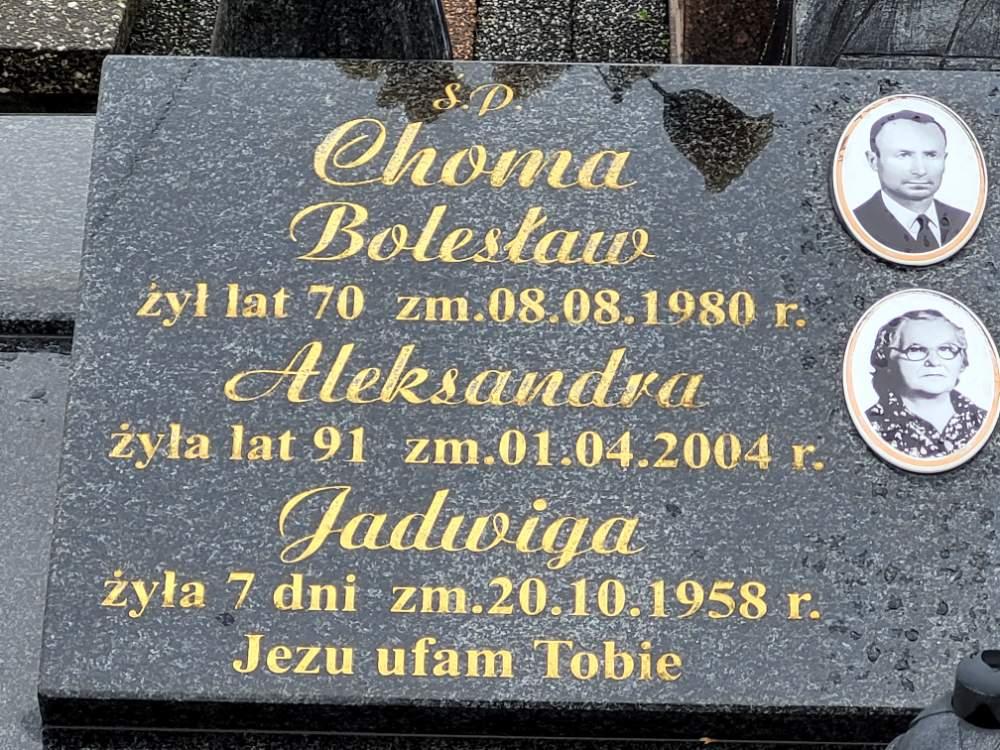 ś.p.
Choma
Bolesław
żył lat 70 zm.08.08.1980 r.
Aleksandra
żyła lat 91 zm.01.04.2004 r.
Jadwiga
żyła 7 dni zm.20.10.1958 r.
Jezu ufam Tobie